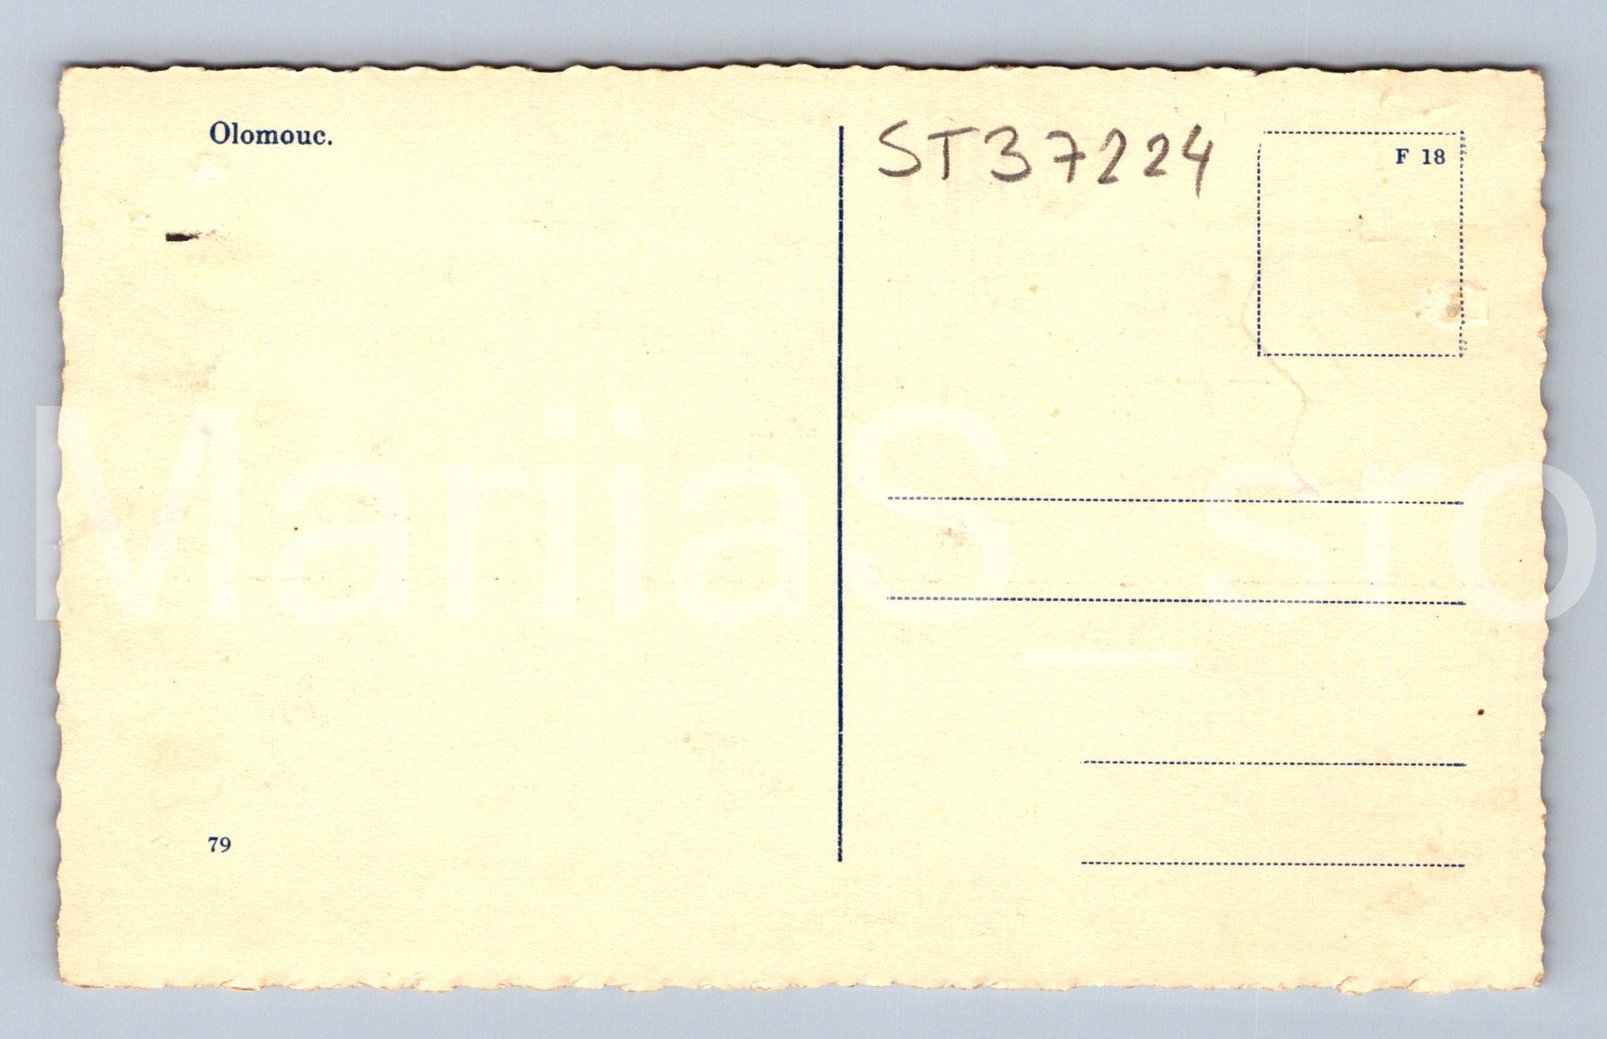 Olomouc.
ST37224
F 18
MariiaS_sro
79